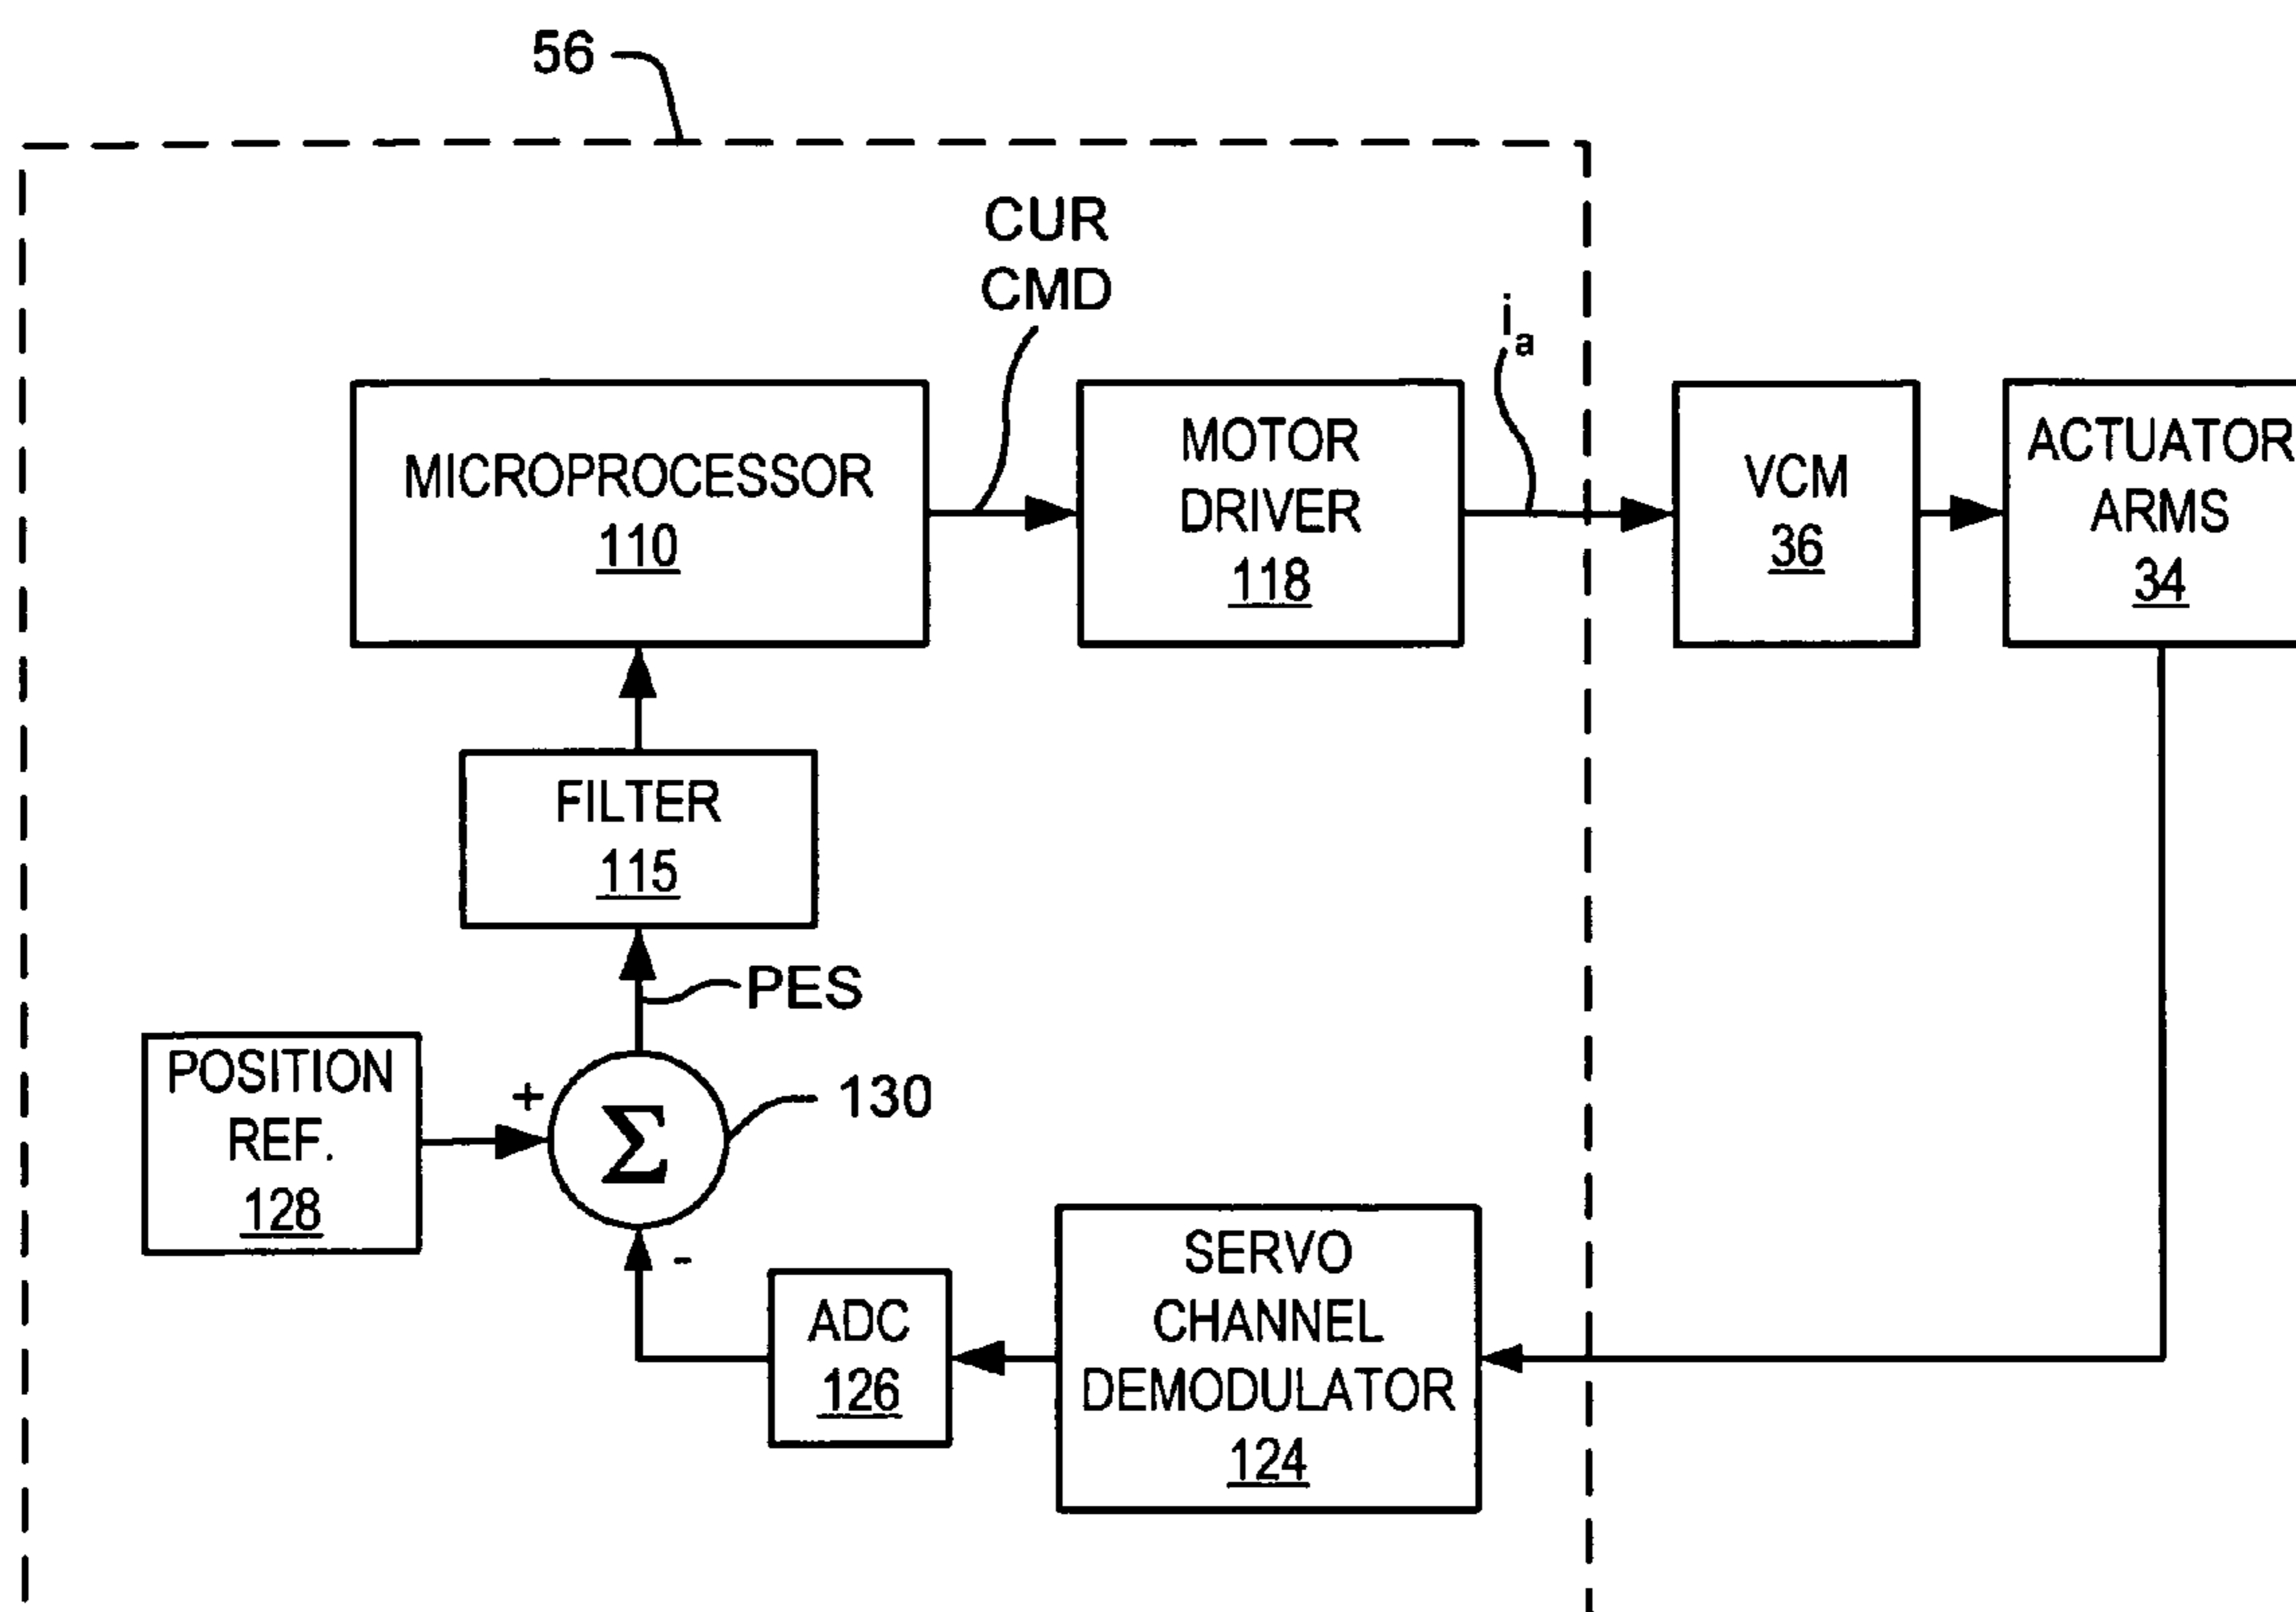 56
CUR
CMD
i_a
MICROPROCESSOR
110
MOTOR
DRIVER
118
VCM
36
ACTUATOR
ARMS
34
FILTER
115
PES
POSITION
REF.
128
+
Σ
130
-
ADC
126
SERVO
CHANNEL
DEMODULATOR
124